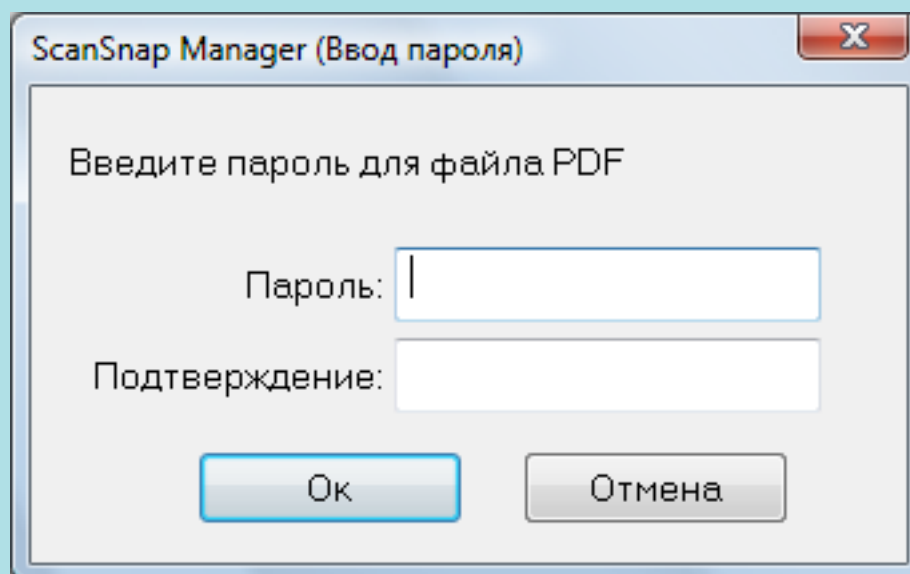 ScanSnap Manager (Ввод пароля)
Введите пароль для файла PDF
Пароль:
Подтверждение:
Ок Отмена